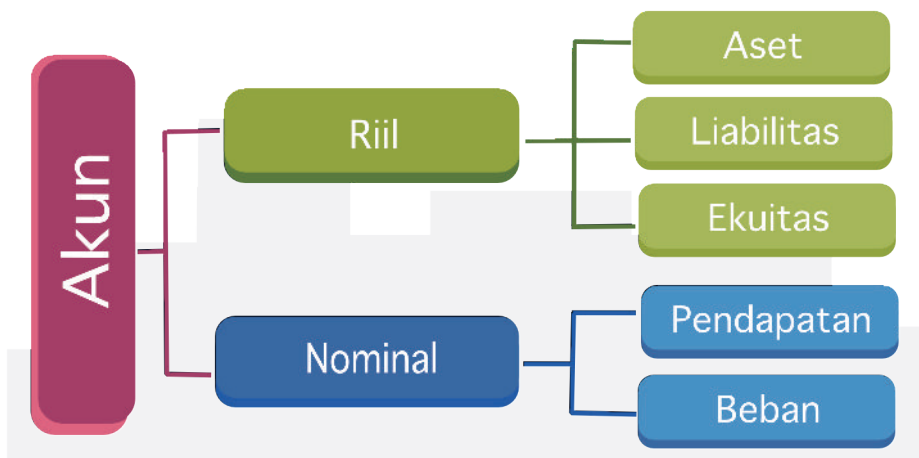 Akun
Riil
Aset
Liabilitas
Ekuitas
Nominal
Pendapatan
Beban